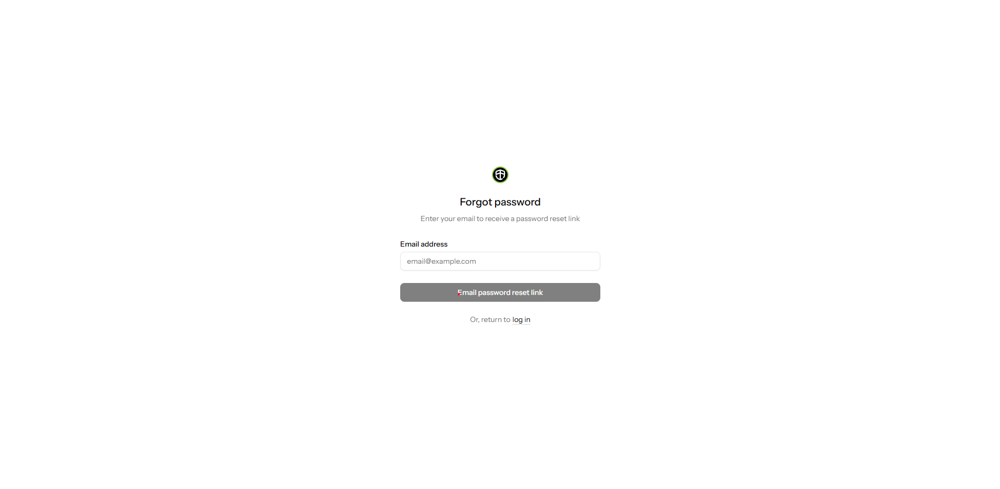 Forgot password
Enter your email to receive a password reset link
Email address
email@example.com
Email password reset link
Or, return to log in